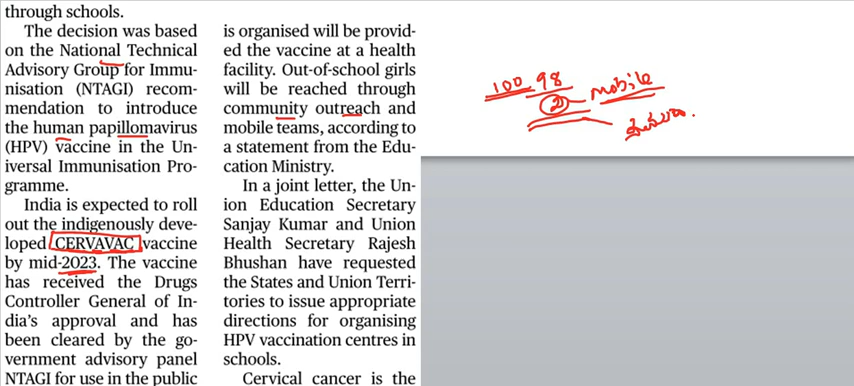 through schools.
The decision was based
on the National Technical
Advisory Group for Immu-
nisation (NTAGI) recom-
mendation to introduce
the human papillomavirus
(HPV) vaccine in the Un-
iversal Immunisation Pro-
gramme.
India is expected to roll
out the indigenously deve-
loped CERVAVAC vaccine
by mid-2023. The vaccine
has received the Drugs
Controller General of In-
dia’s approval and has
been cleared by the go-
vernment advisory panel
NTAGI for use in the public
is organised will be provid-
ed the vaccine at a health
facility. Out-of-school girls
will be reached through
community outreach and
mobile teams, according to
a statement from the Edu-
cation Ministry.
In a joint letter, the Un-
ion Education Secretary
Sanjay Kumar and Union
Health Secretary Rajesh
Bhushan have requested
the States and Union Terri-
tories to issue appropriate
directions for organising
HPV vaccination centres in
schools.
Cervical cancer is the
100 98
2 mobile